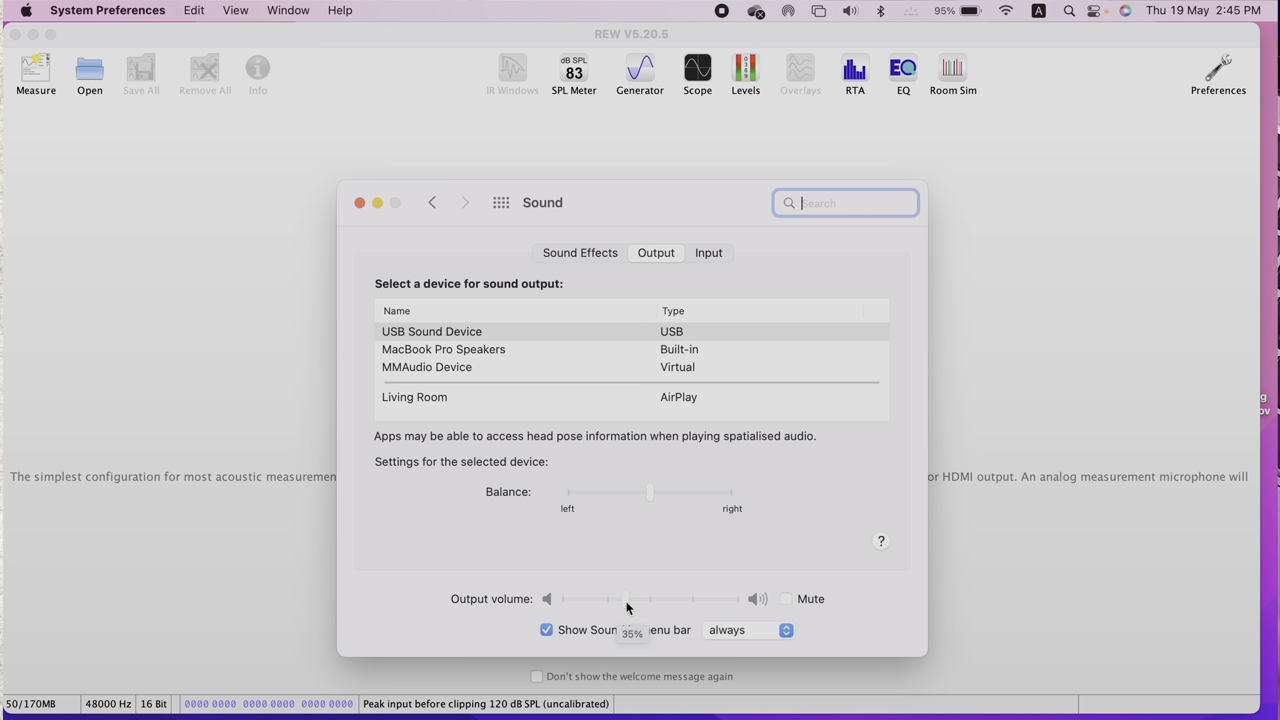 System Preferences Edit View Window Help 95% A Thu 19 May 2:45 PM
REW V5.20.5
dB SPL
83
Measure Open Save All Remove All Info IR Windows SPL Meter Generator Scope Levels Overlays RTA EQ Room Sim Preferences
Sound Search
Sound Effects Output Input
Select a device for sound output:
Name Type
USB Sound Device USB
MacBook Pro Speakers Built-in
MMAudio Device Virtual
Living Room AirPlay
Apps may be able to access head pose information when playing spatialised audio.
Settings for the selected device:
The simplest configuration for most acoustic measuremen or HDMI output. An analog measurement microphone will
Balance:
left right
?
Output volume: Mute
Show Soun enu bar always
35%
Don't show the welcome message again
50/170MB 48000 Hz 16 Bit 0000 0000 0000 0000 0000 0000 Peak input before clipping 120 dB SPL (uncalibrated)